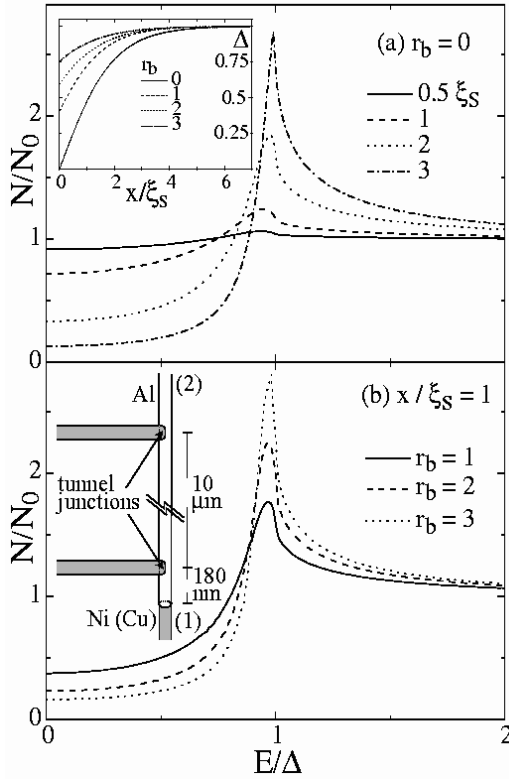 (a) r_b = 0
Δ
r_b
0
1
2
3
0.75
0.5
0.25
0 2 4 6
x/ξ_S
0.5 ξ_S
1
2
3
N/N_0
2
1
0
(b) x / ξ_S = 1
Al (2)
r_b = 1
r_b = 2
r_b = 3
tunnel
junctions
10
μm
180
nm
Ni (Cu) (1)
N/N_0
2
1
0
0 1 2
E/Δ